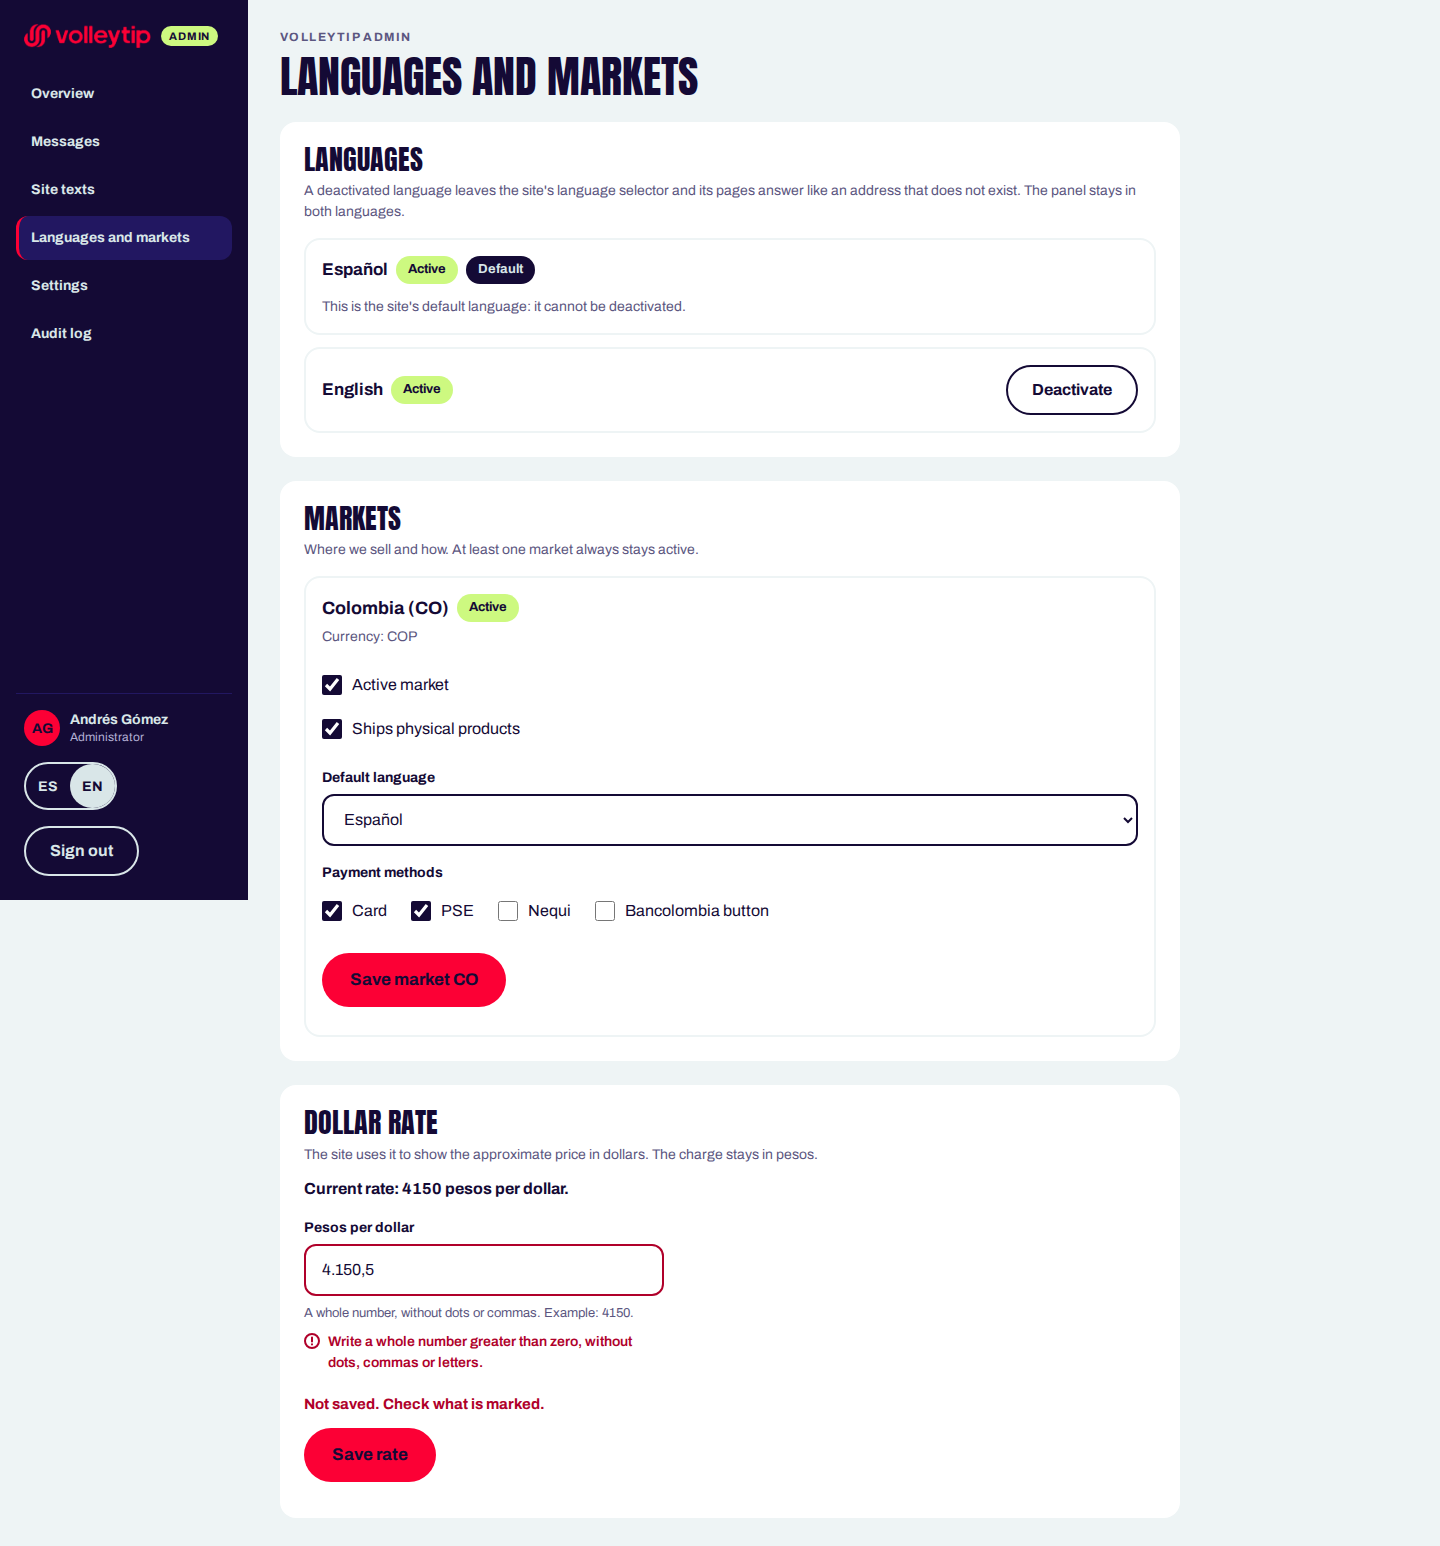 volleytip ADMIN
Overview
Messages
Site texts
Languages and markets
Settings
Audit log
AG
Andrés Gómez
Administrator
ES EN
Sign out
VOLLEYTIP ADMIN
LANGUAGES AND MARKETS
LANGUAGES
A deactivated language leaves the site's language selector and its pages answer like an address that does not exist. The panel stays in
both languages.
Español Active Default
This is the site's default language: it cannot be deactivated.
English Active Deactivate
MARKETS
Where we sell and how. At least one market always stays active.
Colombia (CO) Active
Currency: COP
Active market
Ships physical products
Default language
Español
Payment methods
Card PSE Nequi Bancolombia button
Save market CO
DOLLAR RATE
The site uses it to show the approximate price in dollars. The charge stays in pesos.
Current rate: 4150 pesos per dollar.
Pesos per dollar
4.150,5
A whole number, without dots or commas. Example: 4150.
Write a whole number greater than zero, without
dots, commas or letters.
Not saved. Check what is marked.
Save rate